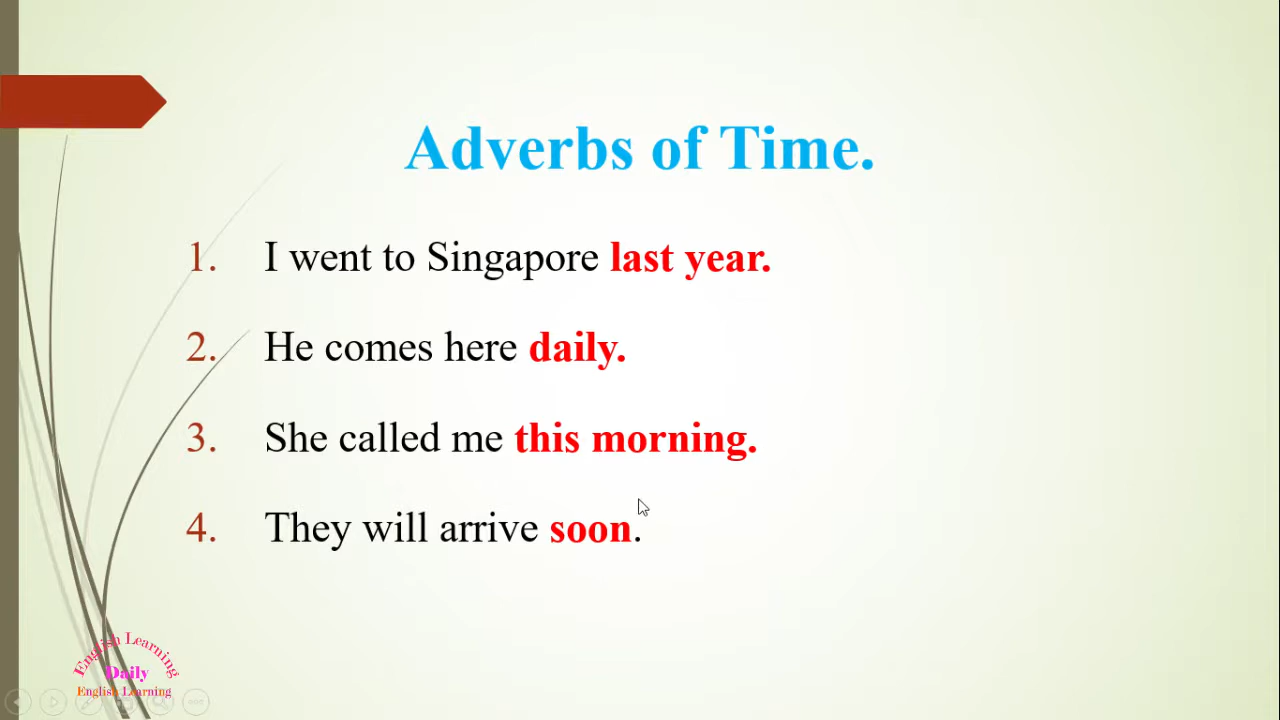 Adverbs of Time.
1. I went to Singapore last year.
2. He comes here daily.
3. She called me this morning.
4. They will arrive soon.
English Learning
Daily
English Learning